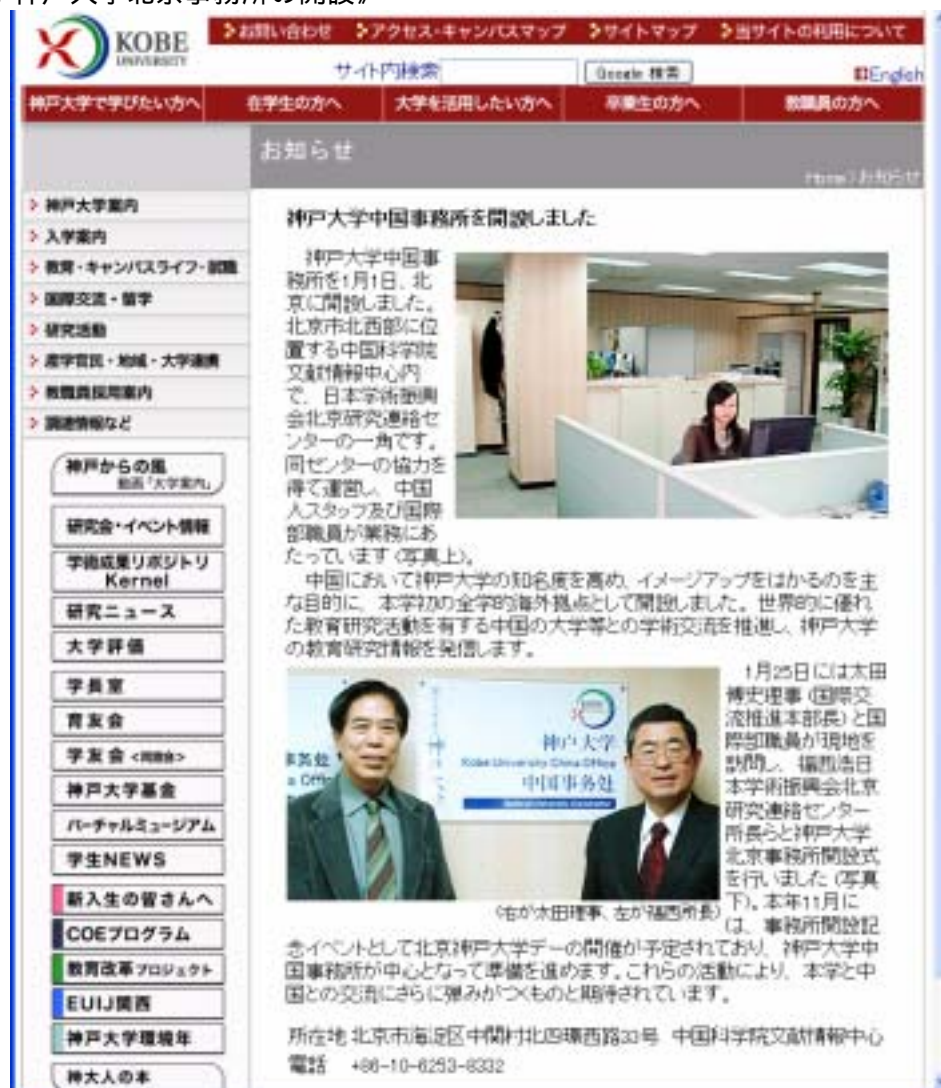 神戸大学北京事務所の開設》
KOBE
UNIVERSITY
お問い合わせ アクセス・キャンパスマップ サイトマップ 当サイトの利用について
サイト内検索 Google 検索 English
神戸大学で学びたい方へ 在学生の方へ 大学を活用したい方へ 卒業生の方へ 教職員の方へ
お知らせ
Home > お知らせ
神戸大学案内
入学案内
教育・キャンパスライフ・就職
国際交流・留学
研究活動
産学官民・地域・大学連携
教職員採用案内
調達情報など
神戸からの風
動画「大学案内」
研究会・イベント情報
学術成果リポジトリ
Kernel
研究ニュース
大学評価
学長室
育友会
学友会 <同窓会>
神戸大学基金
バーチャルミュージアム
学生NEWS
新入生の皆さんへ
COEプログラム
教育改革プロジェクト
EUIJ関西
神戸大学環境年
神大人の本
神戸大学中国事務所を開設しました
神戸大学中国事
務所を1月1日、北
京に開設しました。
北京市北西部に位
置する中国科学院
文献情報中心内
で、日本学術振興
会北京研究連絡セ
ンターの一角です。
同センターの協力を
得て運営し、中国
人スタッフ及び国際
部職員が業務にあ
たっています(写真上)。
中国において神戸大学の知名度を高め、イメージアップをはかるのを主
な目的に、本学初の全学的海外拠点として開設しました。世界的に優れ
た教育研究活動を有する中国の大学等との学術交流を推進し、神戸大学
の教育研究情報を発信します。
神戸大学
Kobe University China Office
中国事务处
事务处
a Office
1月25日には太田
博史理事(国際交
流推進本部長)と国
際部職員が現地を
訪問し、福西浩日
本学術振興会北京
研究連絡センター
所長らと神戸大学
北京事務所開設式
を行いました(写真
下)。本年11月に
は、事務所開設記
(右が太田理事、左が福西所長)
念イベントとして北京神戸大学デーの開催が予定されており、神戸大学中
国事務所が中心となって準備を進めます。これらの活動により、本学と中
国との交流にさらに弾みがつくものと期待されています。
所在地 北京市海淀区中関村北四環西路33号 中国科学院文献情報中心
電話 +86-10-6253-8332